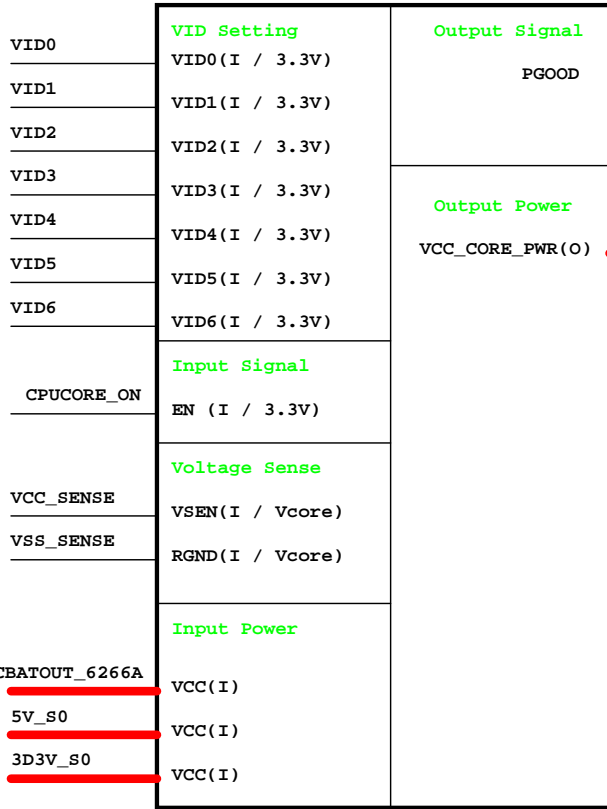 VID0
VID1
VID2
VID3
VID4
VID5
VID6
CPUCORE_ON
VCC_SENSE
VSS_SENSE
CBATOUT_6266A
5V_S0
3D3V_S0
VID Setting
VID0(I / 3.3V)
VID1(I / 3.3V)
VID2(I / 3.3V)
VID3(I / 3.3V)
VID4(I / 3.3V)
VID5(I / 3.3V)
VID6(I / 3.3V)
Input Signal
EN (I / 3.3V)
Voltage Sense
VSEN(I / Vcore)
RGND(I / Vcore)
Input Power
VCC(I)
VCC(I)
VCC(I)
Output Signal
PGOOD
Output Power
VCC_CORE_PWR(O)